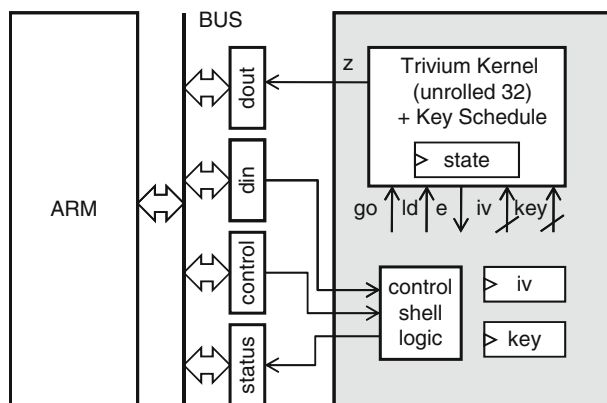 BUS
ARM
dout
din
control
status
z
Trivium Kernel
(unrolled 32)
+ Key Schedule
state
go ld e iv key
control
shell
logic
iv
key